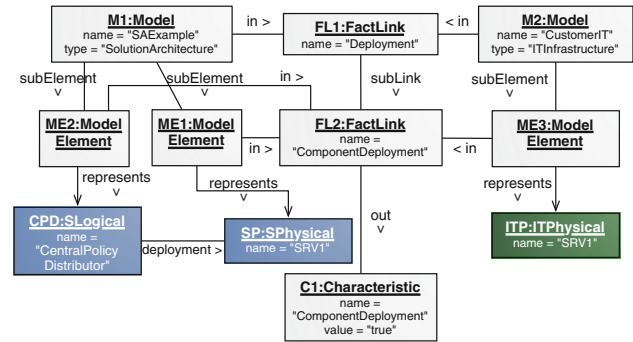 M1:Model
name = "SAExample"
type = "SolutionArchitecture"
in >
FL1:FactLink
name = "Deployment"
< in
M2:Model
name = "CustomerIT"
type = "ITInfrastructure"
subElement
v
subElement
v
in >
subLink
v
subElement
v
ME2:Model
Element
ME1:Model
Element
in >
FL2:FactLink
name =
"ComponentDeployment"
< in
ME3:Model
Element
represents
v
represents
v
out
v
represents
v
CPD:SLogical
name =
"CentralPolicy
Distributor"
deployment >
SP:SPhysical
name = "SRV1"
ITP:ITPhysical
name = "SRV1"
C1:Characteristic
name =
"ComponentDeployment"
value = "true"